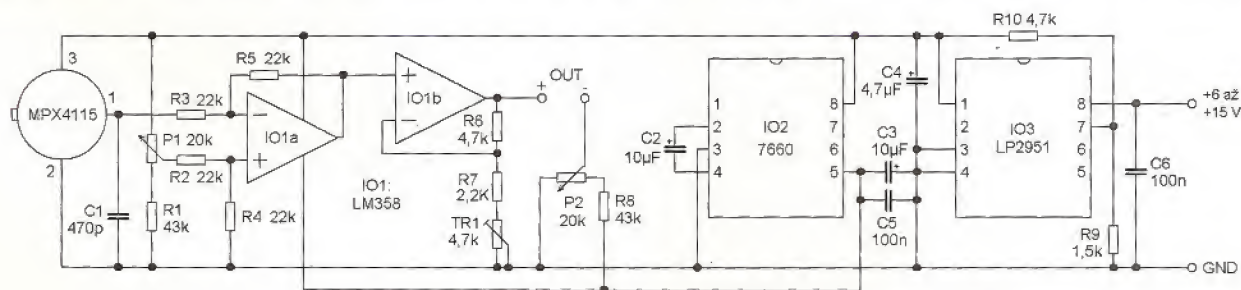 3
MPX4115
1
2
R3 22k
R5 22k
P1 20k
R2 22k
C1
470p
R1
43k
R4 22k
−
+
IO1a
IO1:
LM358
+
−
IO1b
+
OUT
-
R6
4,7k
R7
2,2K
TR1
4,7k
P2
20k
R8
43k
C2
10µF
1
2
3
4
IO2
7660
8
7
6
5
C4
4,7µF
+
C3
10µF
+
C5
100n
R10 4,7k
1
2
3
4
IO3
LP2951
8
7
6
5
+6 až
+15 V
C6
100n
R9
1,5k
GND